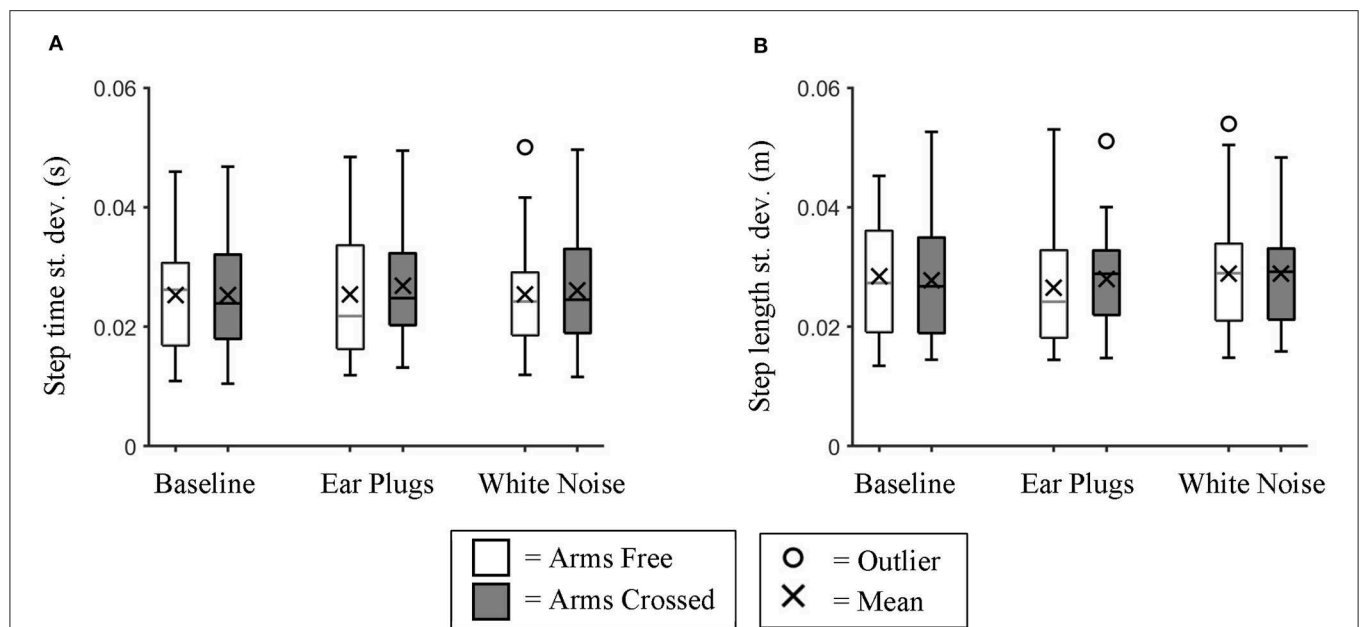 A
Step time st. dev. (s)
0.06
0.04
0.02
0
Baseline Ear Plugs White Noise
B
Step length st. dev. (m)
0.06
0.04
0.02
0
Baseline Ear Plugs White Noise
= Arms Free
= Arms Crossed
= Outlier
= Mean